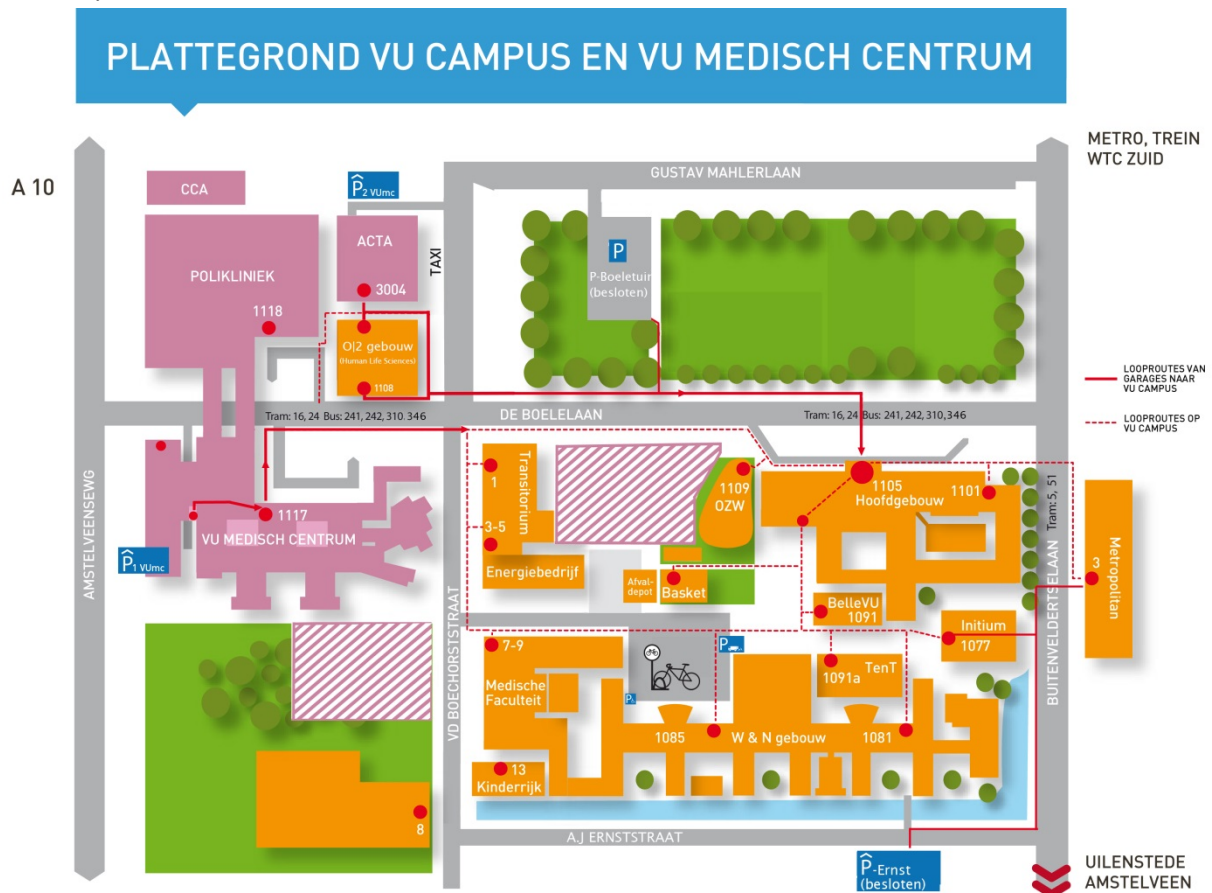 PLATTEGROND VU CAMPUS EN VU MEDISCH CENTRUM
METRO, TREIN
WTC ZUID
A 10
GUSTAV MAHLERLAAN
CCA
P2 VUmc
ACTA
TAXI
POLIKLINIEK
3004
P
P-Boeletuin
(besloten)
1118
O|2 gebouw
(Human Life Sciences)
1108
LOOPROUTES VAN
GARAGES NAAR
VU CAMPUS
LOOPROUTES OP
VU CAMPUS
Tram: 16, 24 Bus: 241, 242, 310. 346
DE BOELELAAN
Tram: 16, 24 Bus: 241, 242, 310, 346
1
Transitorium
3-5
Energiebedrijf
1109
OZW
1105
Hoofdgebouw
1101
Tram: 5, 51
BUITENVELDERTSELAAN
3
Metropolitan
1117
VU MEDISCH CENTRUM
P1 VUmc
AMSTELVEENSEWG
VD BOECHORSTSTRAAT
Afval-
depot
Basket
BelleVU
1091
Initium
1077
7-9
Medische
Faculteit
P
P
TenT
1091a
1085
W & N gebouw
1081
13
Kinderrijk
8
A.J ERNSTSTRAAT
P-Ernst
(besloten)
UILENSTEDE
AMSTELVEEN